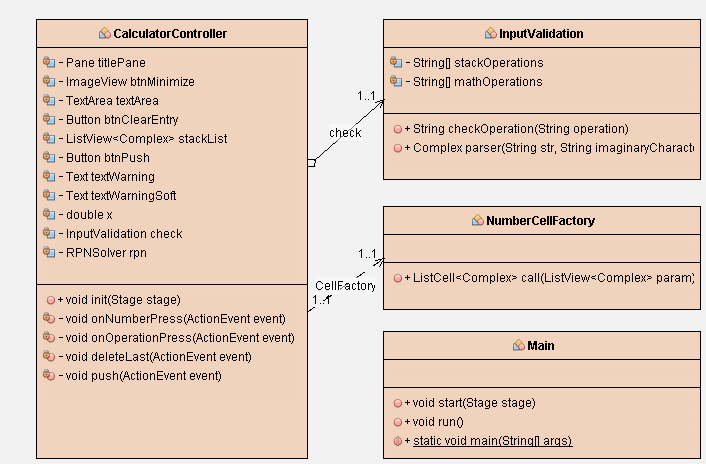 CalculatorController
- Pane titlePane
- ImageView btnMinimize
- TextArea textArea
- Button btnClearEntry
- ListView<Complex> stackList
- Button btnPush
- Text textWarning
- Text textWarningSoft
- double x
- InputValidation check
- RPNSolver rpn
+ void init(Stage stage)
- void onNumberPress(ActionEvent event)
- void onOperationPress(ActionEvent event)
- void deleteLast(ActionEvent event)
- void push(ActionEvent event)
1..1
check
1..1
CellFactory
1..1
InputValidation
- String[] stackOperations
- String[] mathOperations
+ String checkOperation(String operation)
+ Complex parser(String str, String imaginaryCharacte
NumberCellFactory
+ ListCell<Complex> call(ListView<Complex> param)
Main
+ void start(Stage stage)
+ void run()
+ static void main(String[] args)